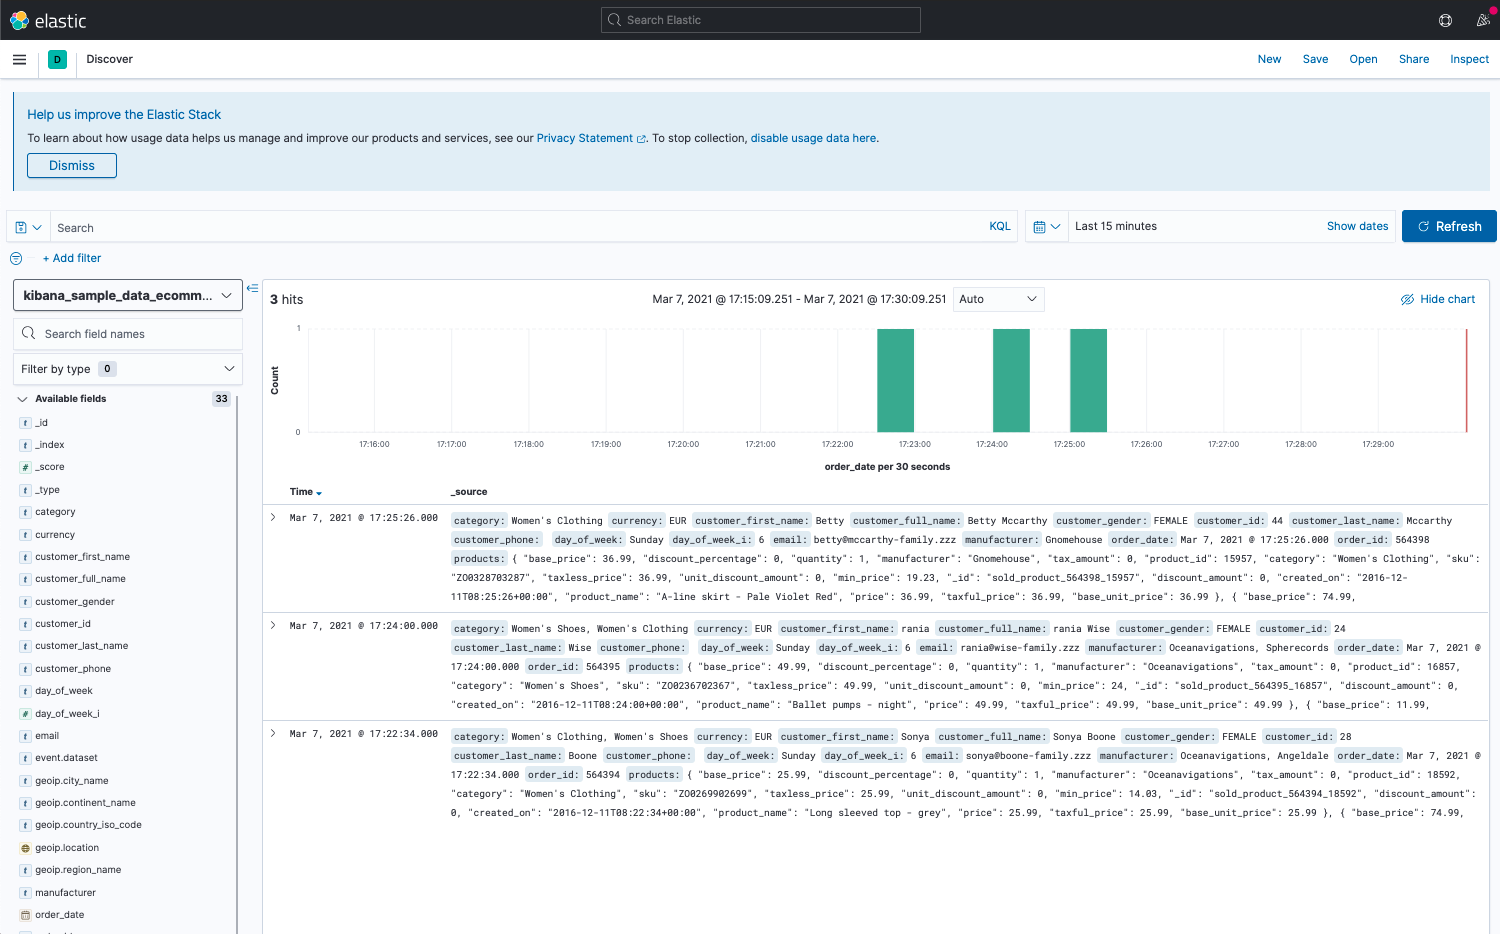 elastic
Search Elastic
D
Discover
New
Save
Open
Share
Inspect
Help us improve the Elastic Stack
To learn about how usage data helps us manage and improve our products and services, see our Privacy Statement. To stop collection, disable usage data here.
Dismiss
Search
KQL
Last 15 minutes
Show dates
Refresh
+ Add filter
kibana_sample_data_ecomm...
Search field names
Filter by type 0
Available fields 33
t _id
t _index
# _score
t _type
t category
t currency
t customer_first_name
t customer_full_name
t customer_gender
t customer_id
t customer_last_name
t customer_phone
t day_of_week
# day_of_week_i
t email
t event.dataset
t geoip.city_name
t geoip.continent_name
t geoip.country_iso_code
geoip.location
t geoip.region_name
t manufacturer
order_date
3 hits
Mar 7, 2021 @ 17:15:09.251 - Mar 7, 2021 @ 17:30:09.251
Auto
Hide chart
1
Count
0
17:16:00 17:17:00 17:18:00 17:19:00 17:20:00 17:21:00 17:22:00 17:23:00 17:24:00 17:25:00 17:26:00 17:27:00 17:28:00 17:29:00
order_date per 30 seconds
Time
_source
Mar 7, 2021 @ 17:25:26.000
category: Women's Clothing currency: EUR customer_first_name: Betty customer_full_name: Betty Mccarthy customer_gender: FEMALE customer_id: 44 customer_last_name: Mccarthy
customer_phone: day_of_week: Sunday day_of_week_i: 6 email: betty@mccarthy-family.zzz manufacturer: Gnomehouse order_date: Mar 7, 2021 @ 17:25:26.000 order_id: 564398
products: { "base_price": 36.99, "discount_percentage": 0, "quantity": 1, "manufacturer": "Gnomehouse", "tax_amount": 0, "product_id": 15957, "category": "Women's Clothing", "sku":
"ZO0328703287", "taxless_price": 36.99, "unit_discount_amount": 0, "min_price": 19.23, "_id": "sold_product_564398_15957", "discount_amount": 0, "created_on": "2016-12-
11T08:25:26+00:00", "product_name": "A-line skirt - Pale Violet Red", "price": 36.99, "taxful_price": 36.99, "base_unit_price": 36.99 }, { "base_price": 74.99,
Mar 7, 2021 @ 17:24:00.000
category: Women's Shoes, Women's Clothing currency: EUR customer_first_name: rania customer_full_name: rania Wise customer_gender: FEMALE customer_id: 24
customer_last_name: Wise customer_phone: day_of_week: Sunday day_of_week_i: 6 email: rania@wise-family.zzz manufacturer: Oceanavigations, Spherecords order_date: Mar 7, 2021 @
17:24:00.000 order_id: 564395 products: { "base_price": 49.99, "discount_percentage": 0, "quantity": 1, "manufacturer": "Oceanavigations", "tax_amount": 0, "product_id": 16857,
"category": "Women's Shoes", "sku": "ZO0236702367", "taxless_price": 49.99, "unit_discount_amount": 0, "min_price": 24, "_id": "sold_product_564395_16857", "discount_amount": 0,
"created_on": "2016-12-11T08:24:00+00:00", "product_name": "Ballet pumps - night", "price": 49.99, "taxful_price": 49.99, "base_unit_price": 49.99 }, { "base_price": 11.99,
Mar 7, 2021 @ 17:22:34.000
category: Women's Clothing, Women's Shoes currency: EUR customer_first_name: Sonya customer_full_name: Sonya Boone customer_gender: FEMALE customer_id: 28
customer_last_name: Boone customer_phone: day_of_week: Sunday day_of_week_i: 6 email: sonya@boone-family.zzz manufacturer: Oceanavigations, Angeldale order_date: Mar 7, 2021 @
17:22:34.000 order_id: 564394 products: { "base_price": 25.99, "discount_percentage": 0, "quantity": 1, "manufacturer": "Oceanavigations", "tax_amount": 0, "product_id": 18592,
"category": "Women's Clothing", "sku": "ZO0269902699", "taxless_price": 25.99, "unit_discount_amount": 0, "min_price": 14.03, "_id": "sold_product_564394_18592", "discount_amount":
0, "created_on": "2016-12-11T08:22:34+00:00", "product_name": "Long sleeved top - grey", "price": 25.99, "taxful_price": 25.99, "base_unit_price": 25.99 }, { "base_price": 74.99,